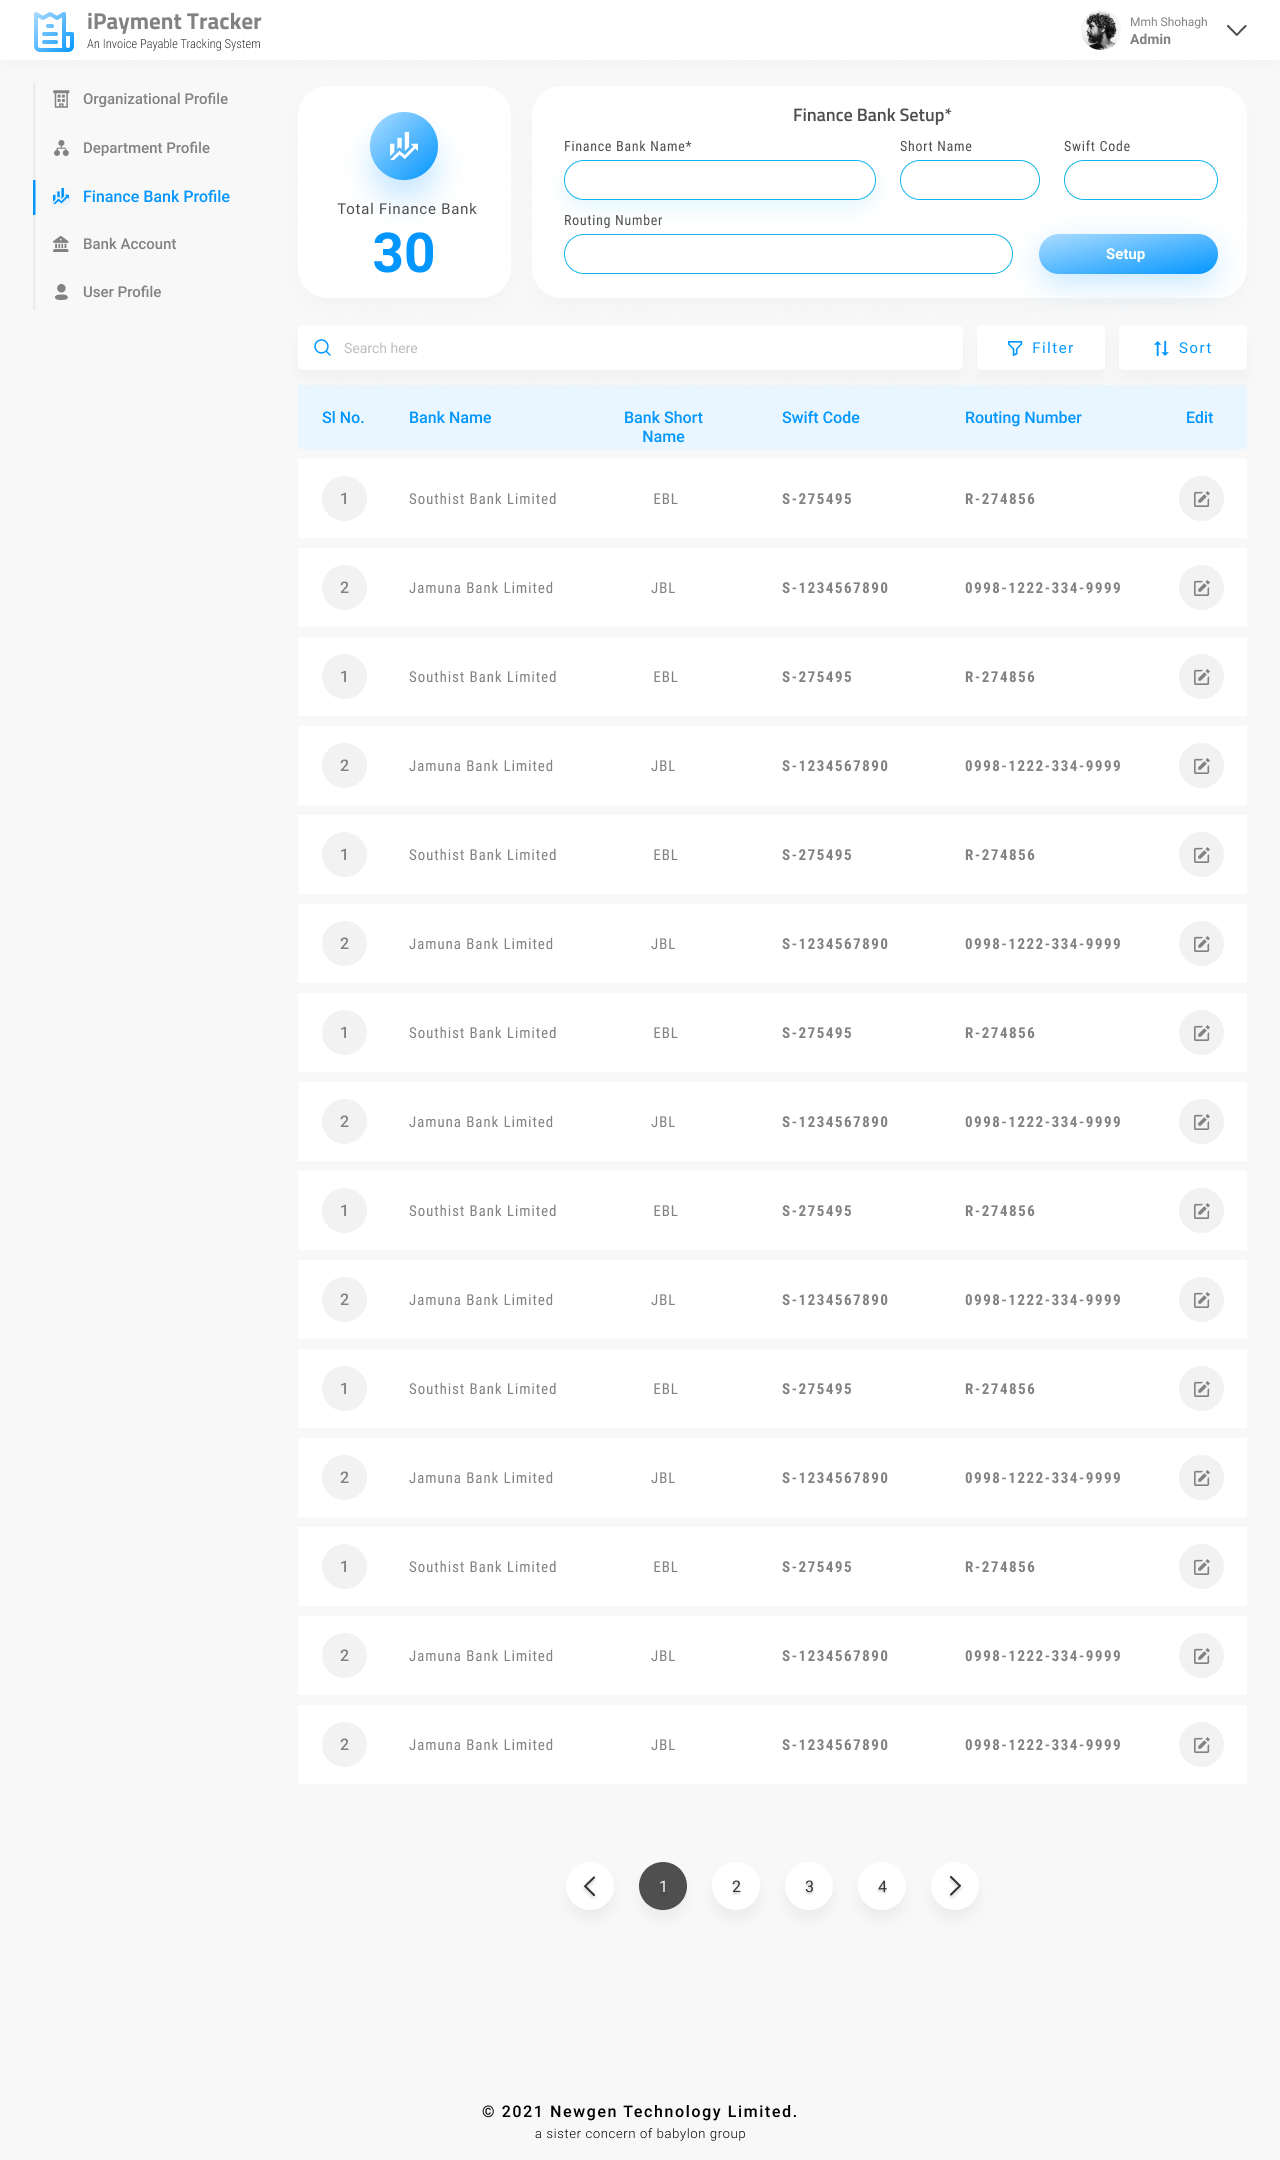 iPayment Tracker
An Invoice Payable Tracking System
Mmh Shohagh
Admin
Organizational Profile
Department Profile
Finance Bank Profile
Bank Account
User Profile
Total Finance Bank
30
Finance Bank Setup*
Finance Bank Name*
Short Name
Swift Code
Routing Number
Setup
Search here
Filter
Sort
Sl No. Bank Name Bank Short Name Swift Code Routing Number Edit
1 Southist Bank Limited EBL S-275495 R-274856
2 Jamuna Bank Limited JBL S-1234567890 0998-1222-334-9999
1 Southist Bank Limited EBL S-275495 R-274856
2 Jamuna Bank Limited JBL S-1234567890 0998-1222-334-9999
1 Southist Bank Limited EBL S-275495 R-274856
2 Jamuna Bank Limited JBL S-1234567890 0998-1222-334-9999
1 Southist Bank Limited EBL S-275495 R-274856
2 Jamuna Bank Limited JBL S-1234567890 0998-1222-334-9999
1 Southist Bank Limited EBL S-275495 R-274856
2 Jamuna Bank Limited JBL S-1234567890 0998-1222-334-9999
1 Southist Bank Limited EBL S-275495 R-274856
2 Jamuna Bank Limited JBL S-1234567890 0998-1222-334-9999
1 Southist Bank Limited EBL S-275495 R-274856
2 Jamuna Bank Limited JBL S-1234567890 0998-1222-334-9999
2 Jamuna Bank Limited JBL S-1234567890 0998-1222-334-9999
1 2 3 4
© 2021 Newgen Technology Limited.
a sister concern of babylon group